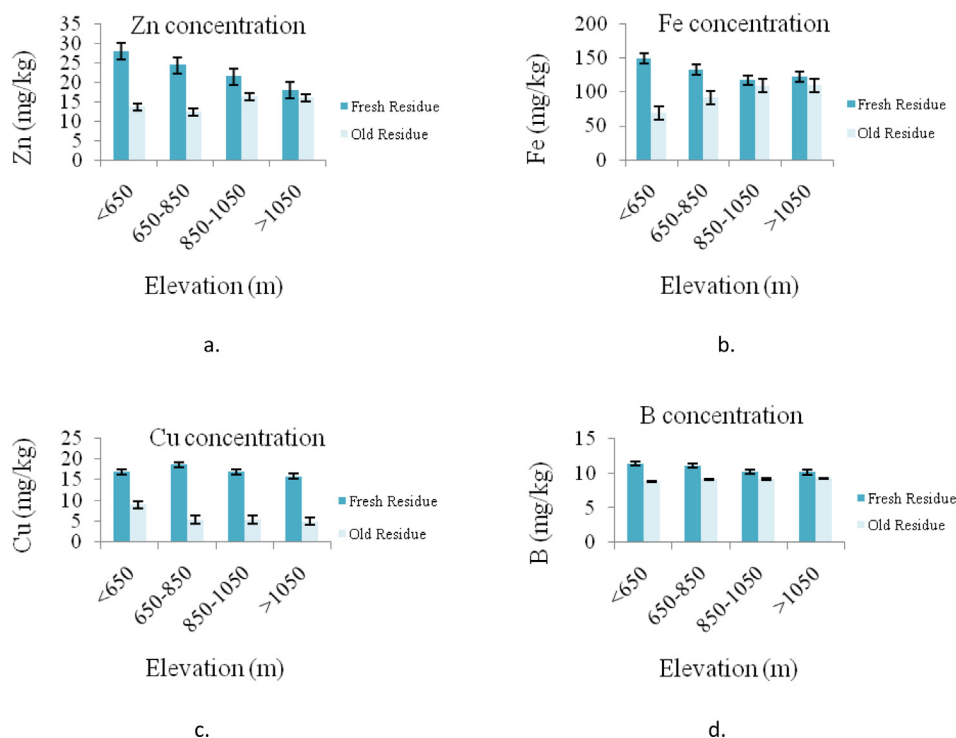 Zn concentration
Zn (mg/kg)
35
30
25
20
15
10
5
0
<650
650-850
850-1050
>1050
Elevation (m)
Fresh Residue
Old Residue
a.
Fe concentration
Fe (mg/kg)
200
150
100
50
0
<650
650-850
850-1050
>1050
Elevation (m)
Fresh Residue
Old Residue
b.
Cu concentration
Cu (mg/kg)
25
20
15
10
5
0
<650
650-850
850-1050
>1050
Elevation (m)
Fresh Residue
Old Residue
c.
B concentration
B (mg/kg)
15
10
5
0
<650
650-850
850-1050
>1050
Elevation (m)
Fresh Residue
Old Residue
d.